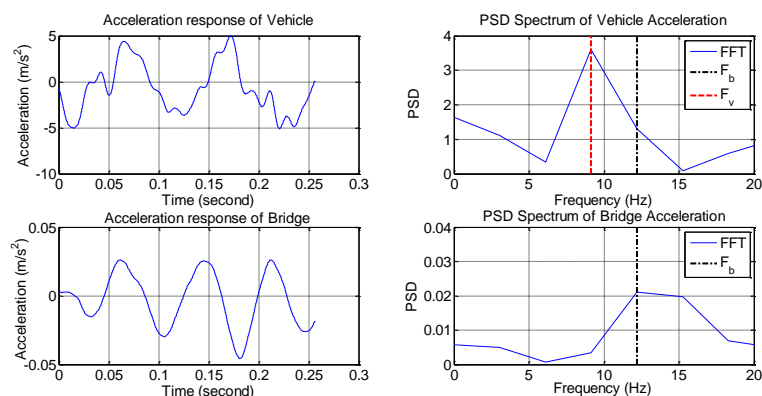 Acceleration response of Vehicle
Acceleration (m/s²)
5
0
-5
-10
0
0.05
0.1
0.15
0.2
0.25
0.3
Time (second)
PSD Spectrum of Vehicle Acceleration
PSD
4
3
2
1
0
0
5
10
15
20
Frequency (Hz)
FFT
F_b
F_v
Acceleration response of Bridge
Acceleration (m/s²)
0.05
0
-0.05
0
0.05
0.1
0.15
0.2
0.25
0.3
Time (second)
PSD Spectrum of Bridge Acceleration
PSD
0.04
0.03
0.02
0.01
0
0
5
10
15
20
Frequency (Hz)
FFT
F_b